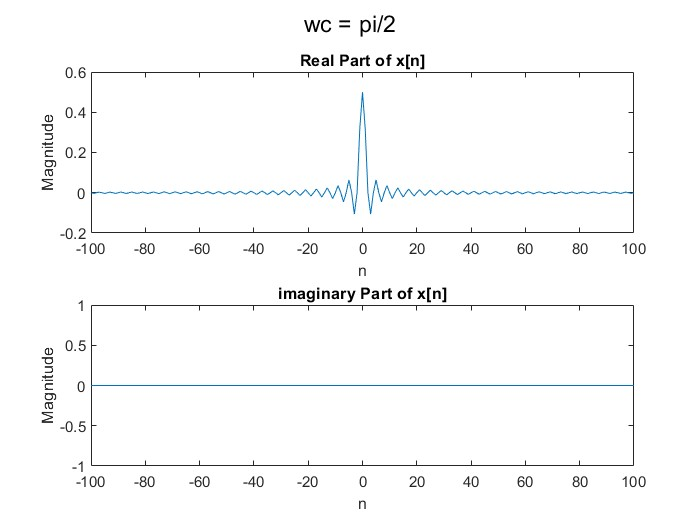 wc = pi/2
Real Part of x[n]
0.6
0.4
0.2
0
-0.2
Magnitude
-100 -80 -60 -40 -20 0 20 40 60 80 100
n
imaginary Part of x[n]
1
0.5
0
-0.5
-1
Magnitude
-100 -80 -60 -40 -20 0 20 40 60 80 100
n